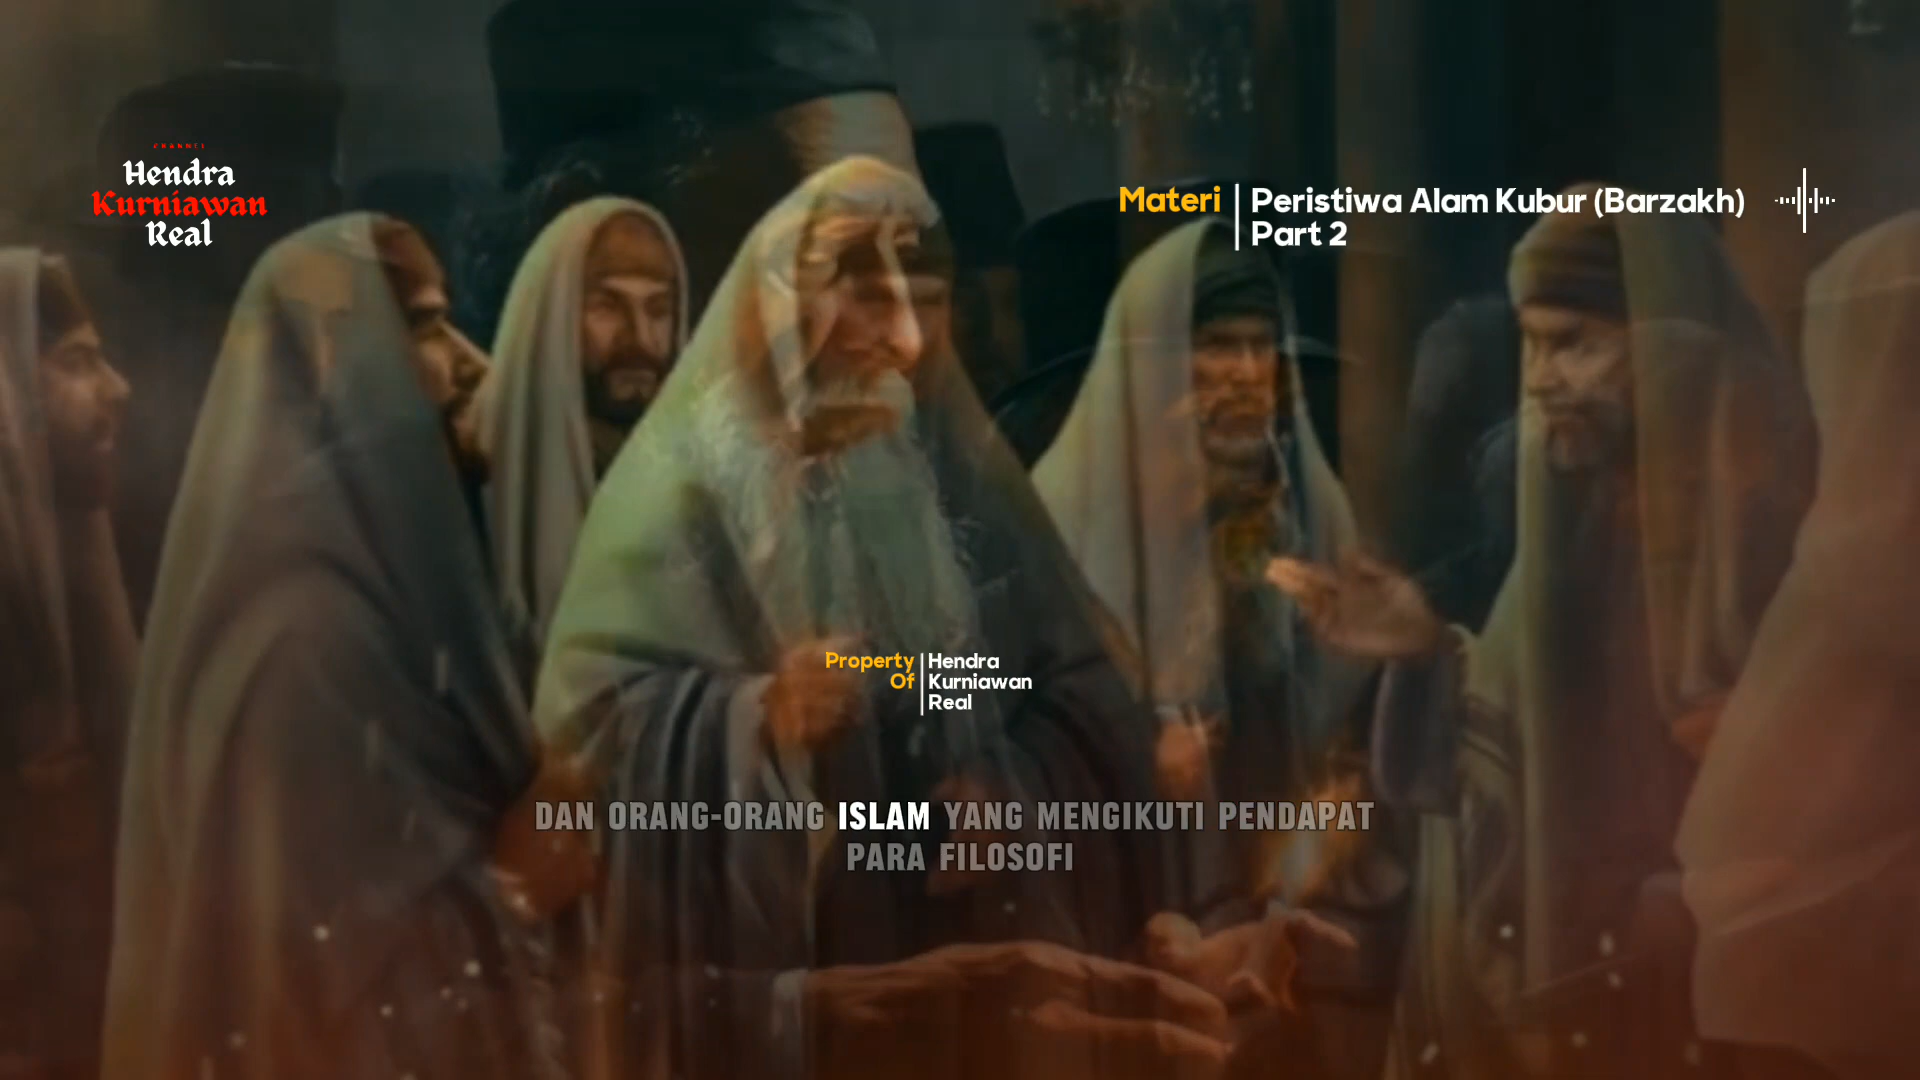 CHANNEL
Hendra
Kurniawan
Real
Materi
Peristiwa Alam Kubur (Barzakh)
Part 2
Property
Of
Hendra
Kurniawan
Real
DAN ORANG-ORANG ISLAM YANG MENGIKUTI PENDAPAT
PARA FILOSOFI